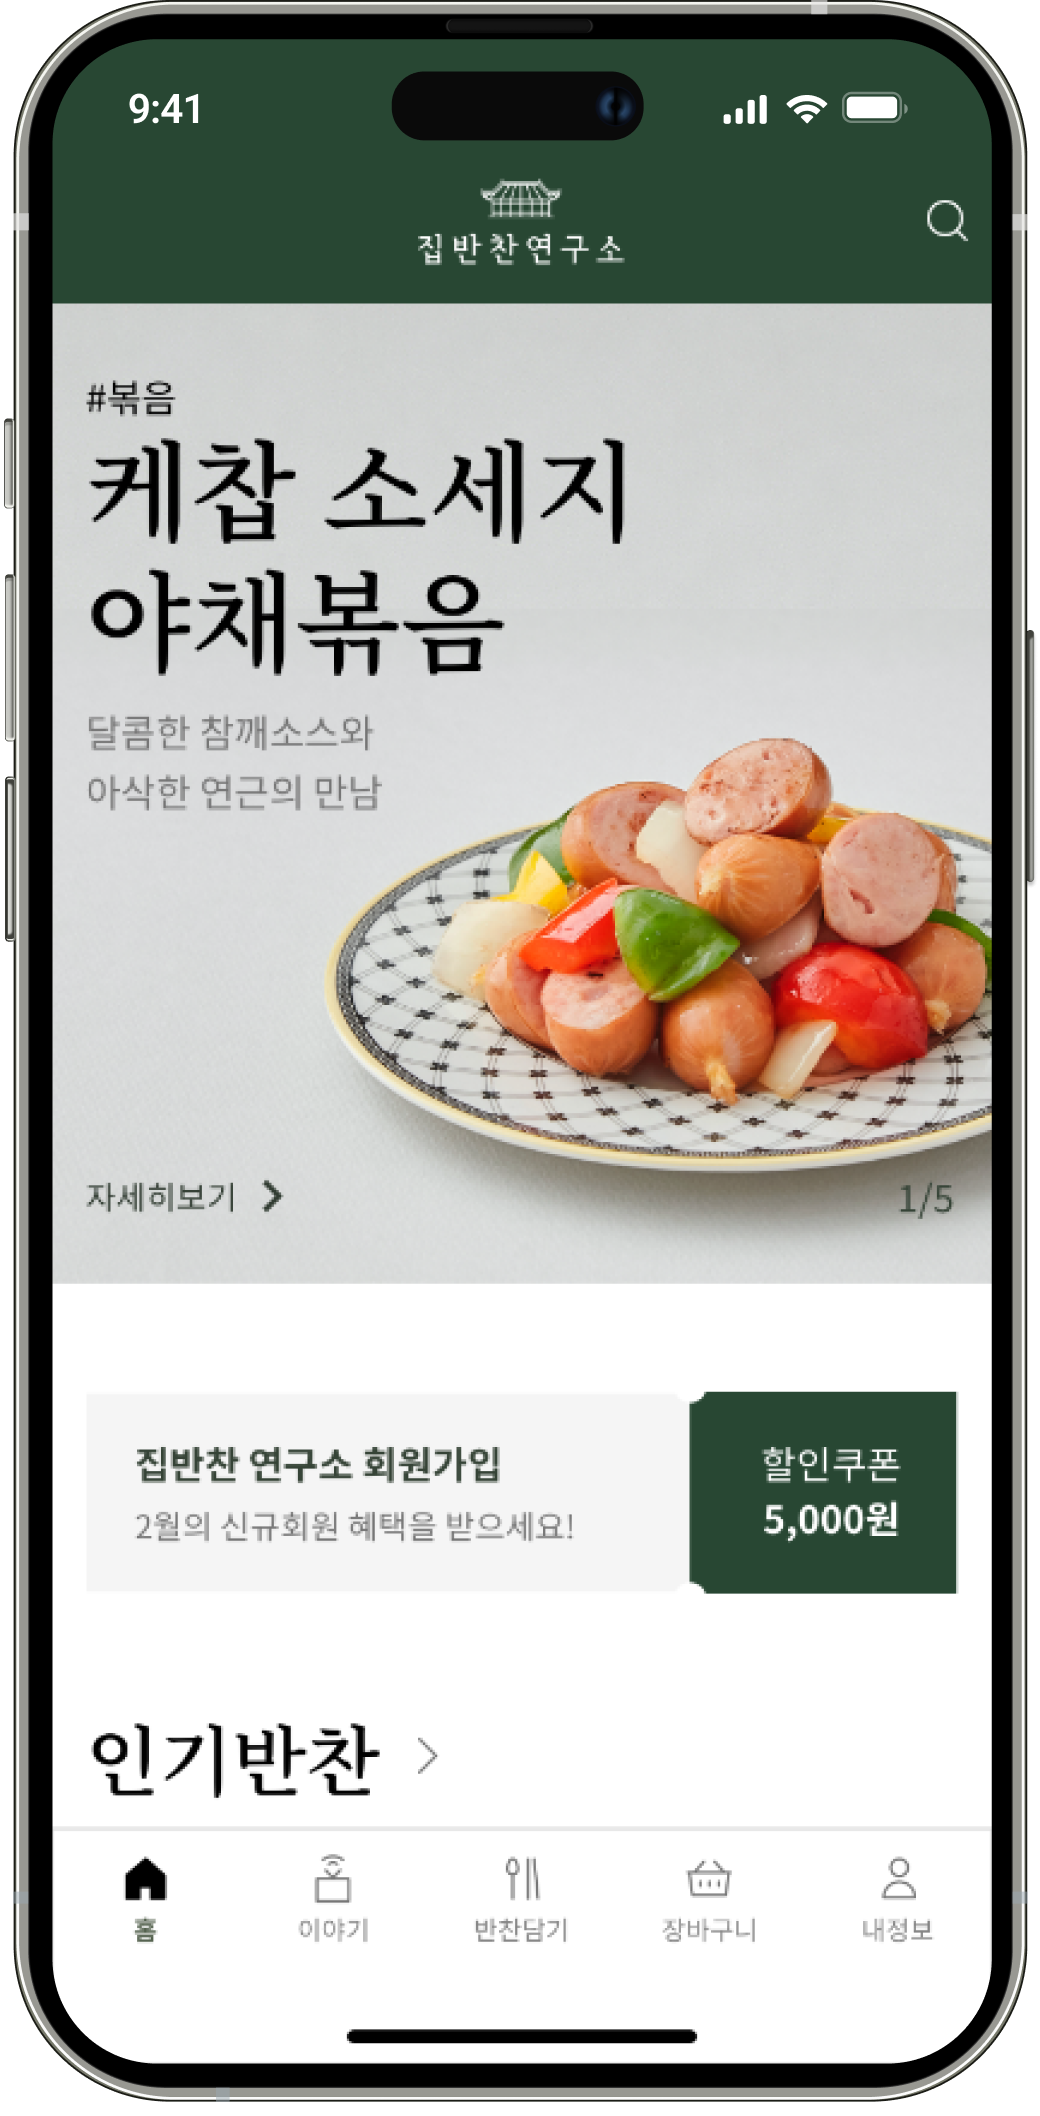 9:41
집반찬연구소
#볶음
케찹 소세지
야채볶음
달콤한 참깨소스와
아삭한 연근의 만남
자세히보기
1/5
집반찬 연구소 회원가입
2월의 신규회원 혜택을 받으세요!
할인쿠폰
5,000원
인기반찬
홈
이야기
반찬담기
장바구니
내정보